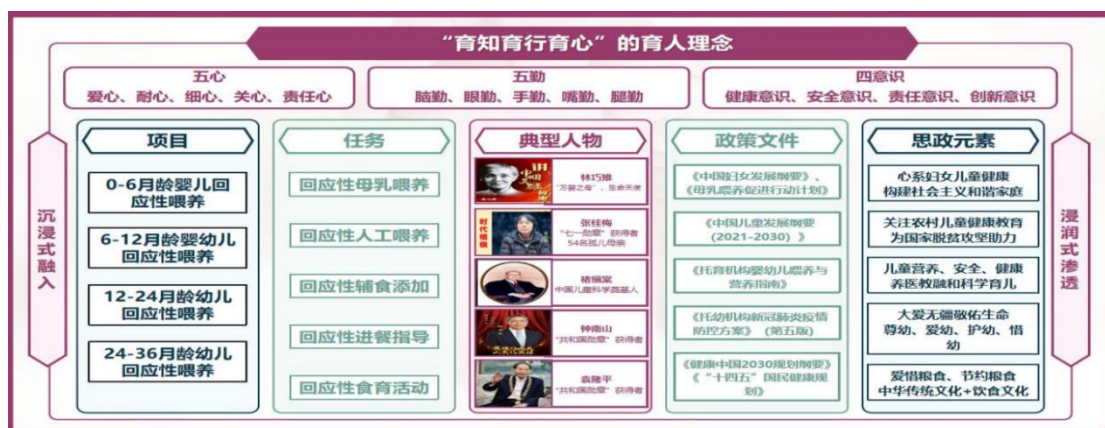 “育知育行育心”的育人理念
五心
爱心、耐心、细心、关心、责任心
五勤
脑勤、眼勤、手勤、嘴勤、腿勤
四意识
健康意识、安全意识、责任意识、创新意识
沉浸式融入
项目
0-6月龄婴儿回
应性喂养
6-12月龄婴幼儿
回应性喂养
12-24月龄幼儿
回应性喂养
24-36月龄幼儿
回应性喂养
任务
回应性母乳喂养
回应性人工喂养
回应性辅食添加
回应性进餐指导
回应性食育活动
典型人物
林巧稚
“万婴之母”、生命天使
时代楷模
张桂梅
“七一勋章”获得者
54名孤儿母亲
褚福棠
中国儿童科学奠基人
钟南山
“共和国勋章”获得者
袁隆平
“共和国勋章”获得者
政策文件
《中国妇女发展纲要》、
《母乳喂养促进行动计划》
《中国儿童发展纲要
(2021-2030)》
《托育机构婴幼儿喂养与
营养指南》
《托幼机构新冠肺炎疫情
防控方案》（第五版）
《健康中国2030规划纲要》
《“十四五”国民健康规
划》
思政元素
心系妇女儿童健康
构建社会主义和谐家庭
关注农村儿童健康教育
为国家脱贫攻坚助力
儿童营养、安全、健康
养医教融和科学育儿
大爱无疆敬佑生命
尊幼、爱幼、护幼、惜
幼
爱惜粮食、节约粮食
中华传统文化+饮食文化
浸润式渗透